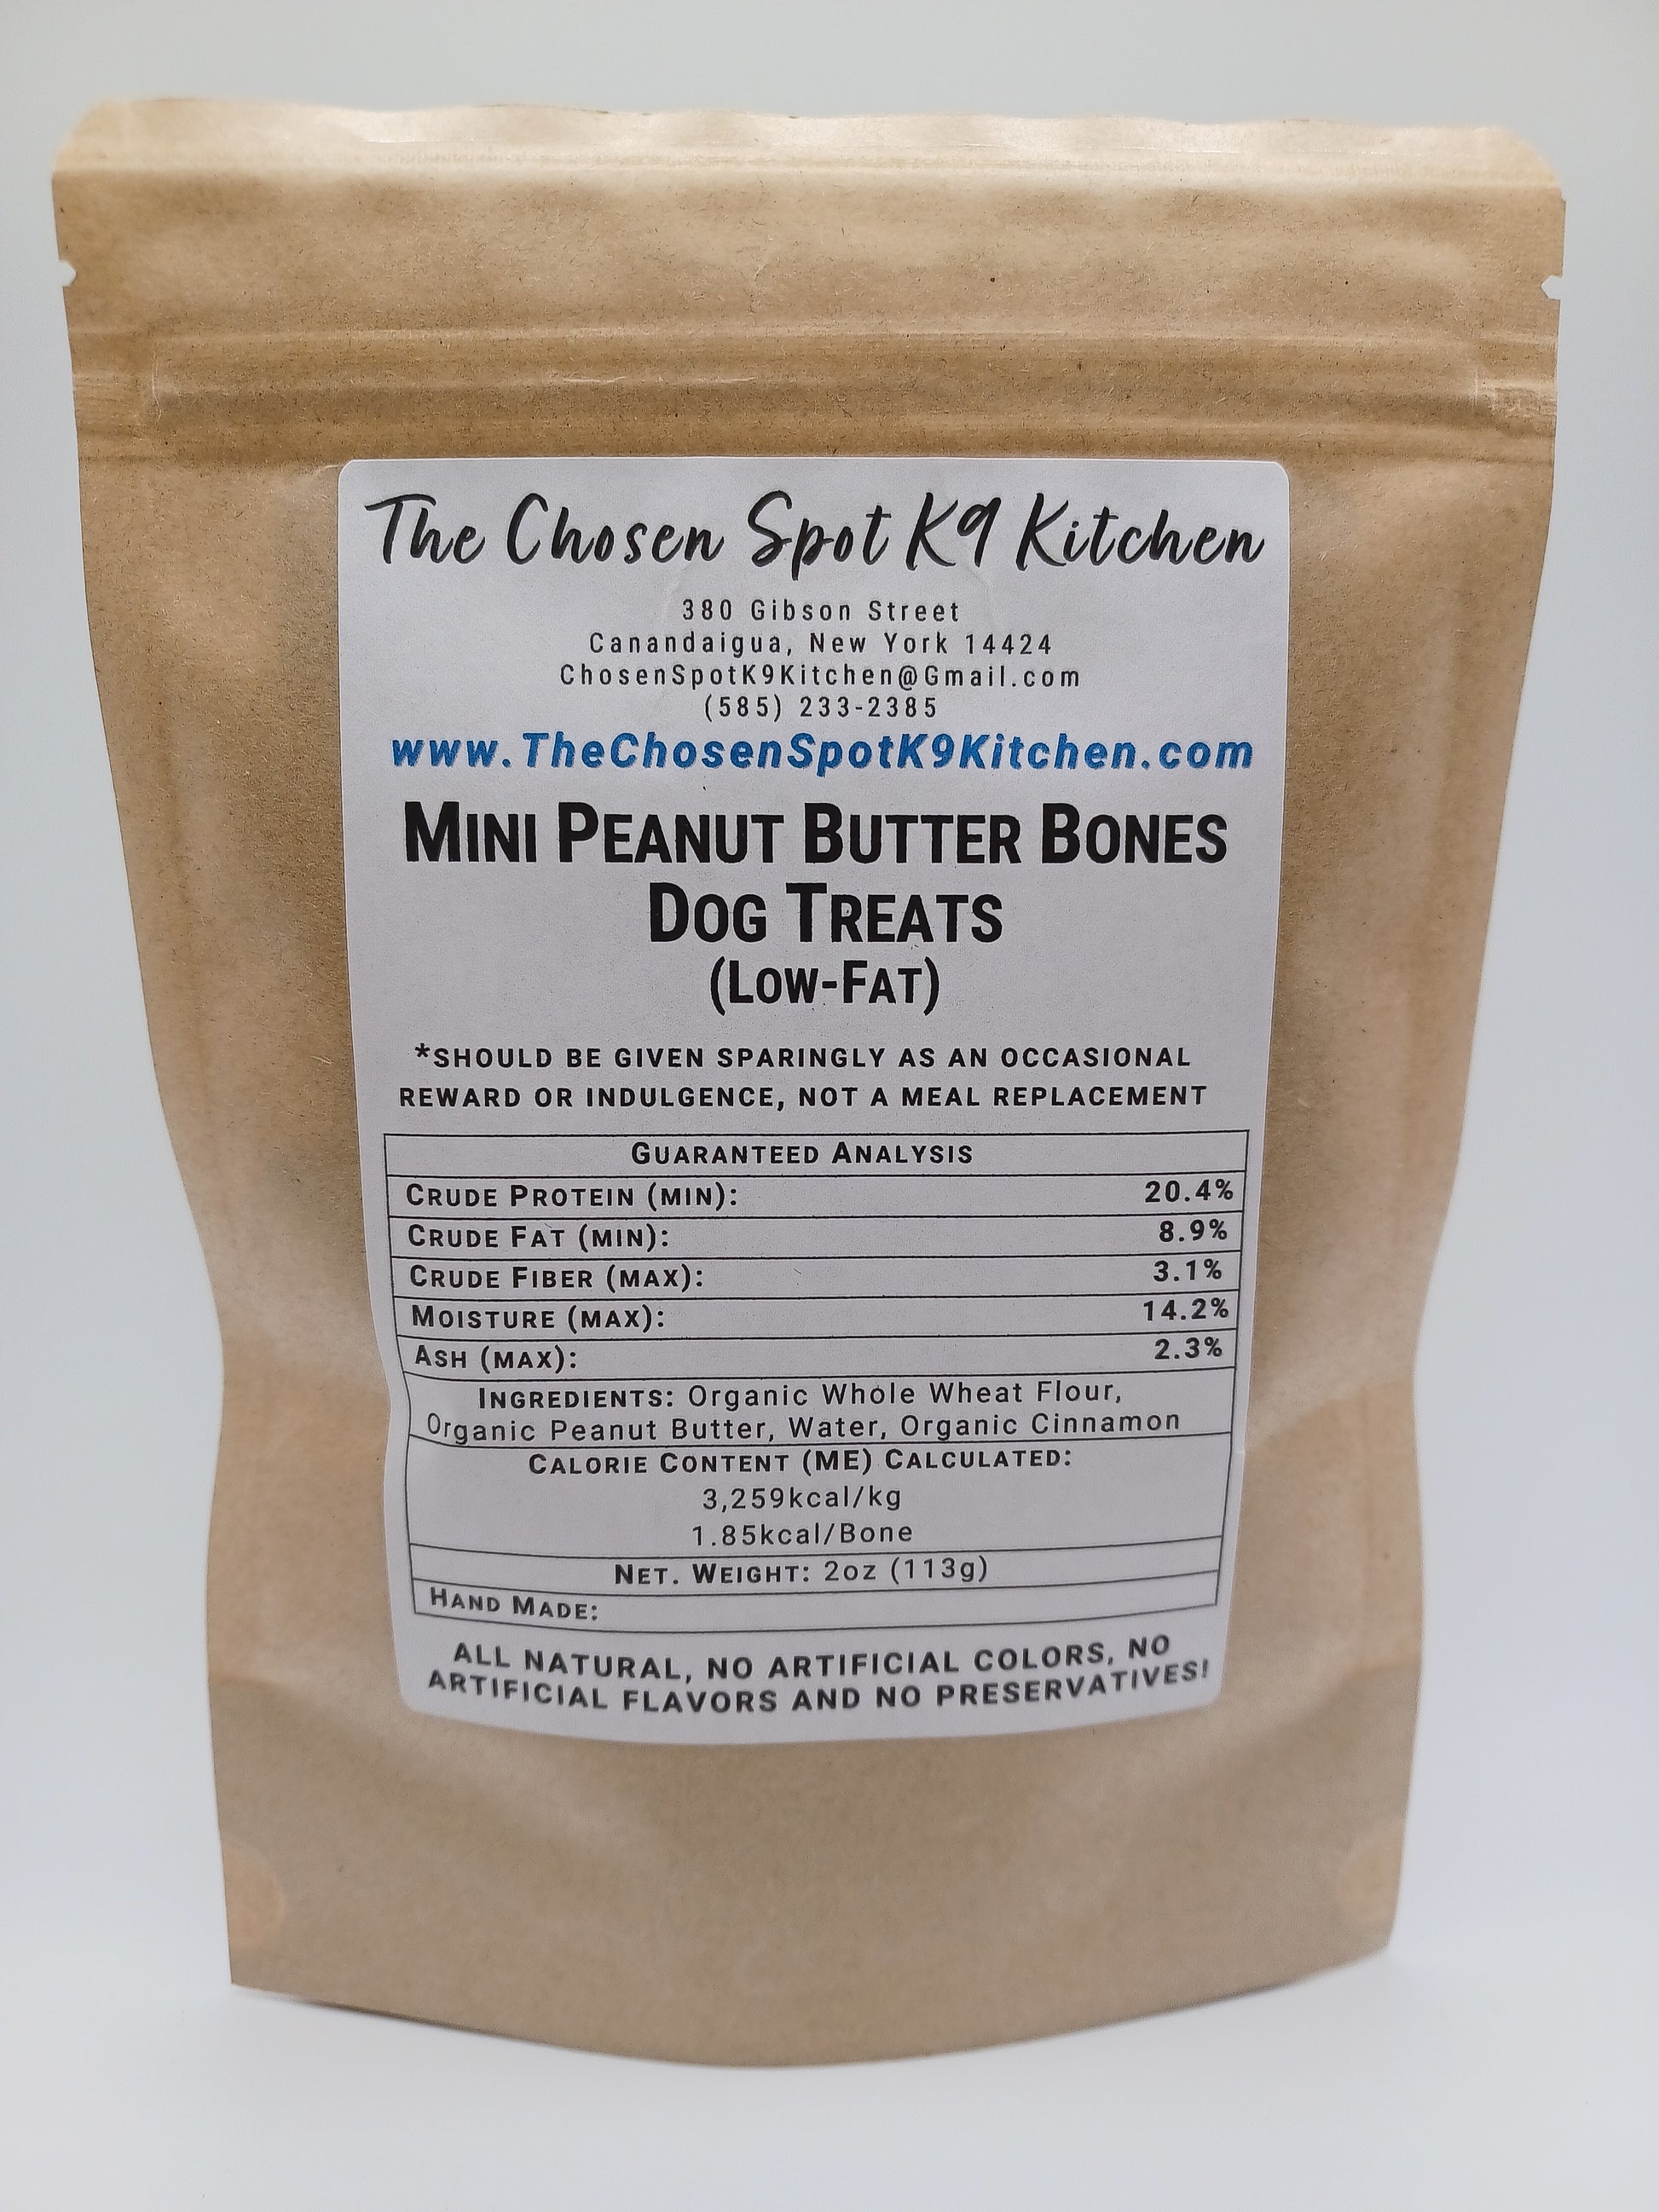 The Chosen Spot K9 Kitchen
380 Gibson Street
Canandaigua, New York 14424
ChosenSpotK9Kitchen@Gmail.com
(585) 233-2385
www.TheChosenSpotK9Kitchen.com
MINI PEANUT BUTTER BONES
DOG TREATS
(LOW-FAT)
*SHOULD BE GIVEN SPARINGLY AS AN OCCASIONAL
REWARD OR INDULGENCE, NOT A MEAL REPLACEMENT
GUARANTEED ANALYSIS
CRUDE PROTEIN (MIN): 20.4%
CRUDE FAT (MIN): 8.9%
CRUDE FIBER (MAX): 3.1%
MOISTURE (MAX): 14.2%
ASH (MAX): 2.3%
INGREDIENTS: Organic Whole Wheat Flour,
Organic Peanut Butter, Water, Organic Cinnamon
CALORIE CONTENT (ME) CALCULATED:
3,259kcal/kg
1.85kcal/Bone
NET. WEIGHT: 2oz (113g)
HAND MADE:
ALL NATURAL, NO ARTIFICIAL COLORS, NO
ARTIFICIAL FLAVORS AND NO PRESERVATIVES!